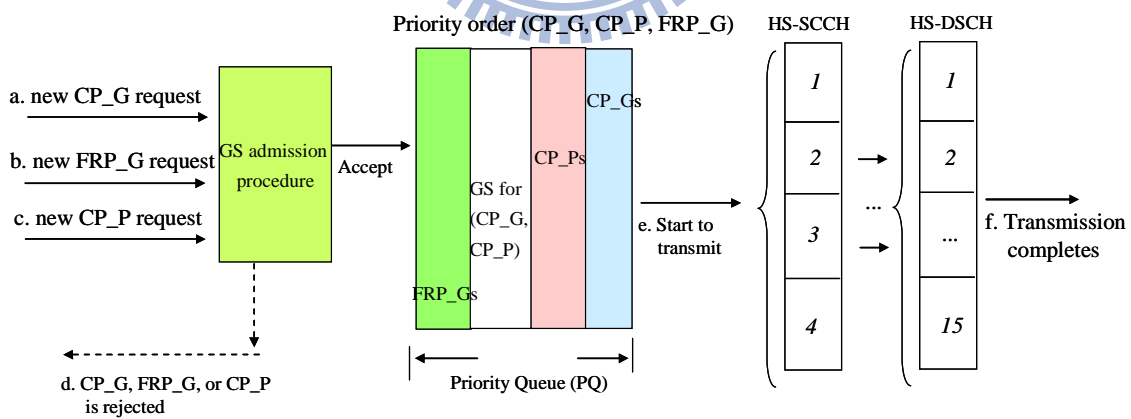 Priority order (CP_G, CP_P, FRP_G)
HS-SCCH
HS-DSCH
a. new CP_G request
b. new FRP_G request
c. new CP_P request
GS admission
procedure
Accept
FRP_Gs
GS for
(CP_G,
CP_P)
CP_Ps
CP_Gs
Priority Queue (PQ)
d. CP_G, FRP_G, or CP_P
is rejected
e. Start to
transmit
1
2
3
4
...
1
2
...
15
f. Transmission
completes